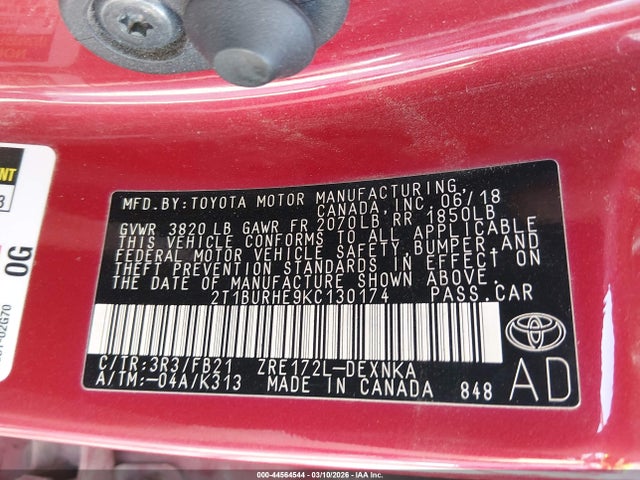 MFD.BY:TOYOTA MOTOR MANUFACTURING,
CANADA, INC. 06/18
GVWR 3820 LB GAWR FR 2070LB, RR 1850LB
THIS VEHICLE CONFORMS TO ALL APPLICABLE
FEDERAL MOTOR VEHICLE SAFETY, BUMPER, AND
THEFT PREVENTION STANDARDS IN EFFECT ON
THE DATE OF MANUFACTURE SHOWN ABOVE.
2T1BURHE9KC130174 PASS.CAR
C/TR:3R3/FB21 ZRE172L-DEXNKA
A/TM:-04A/K313 MADE IN CANADA 848
TOYOTA
AD
0G
000-44564544 | 03/10/2026 | IAA Inc.